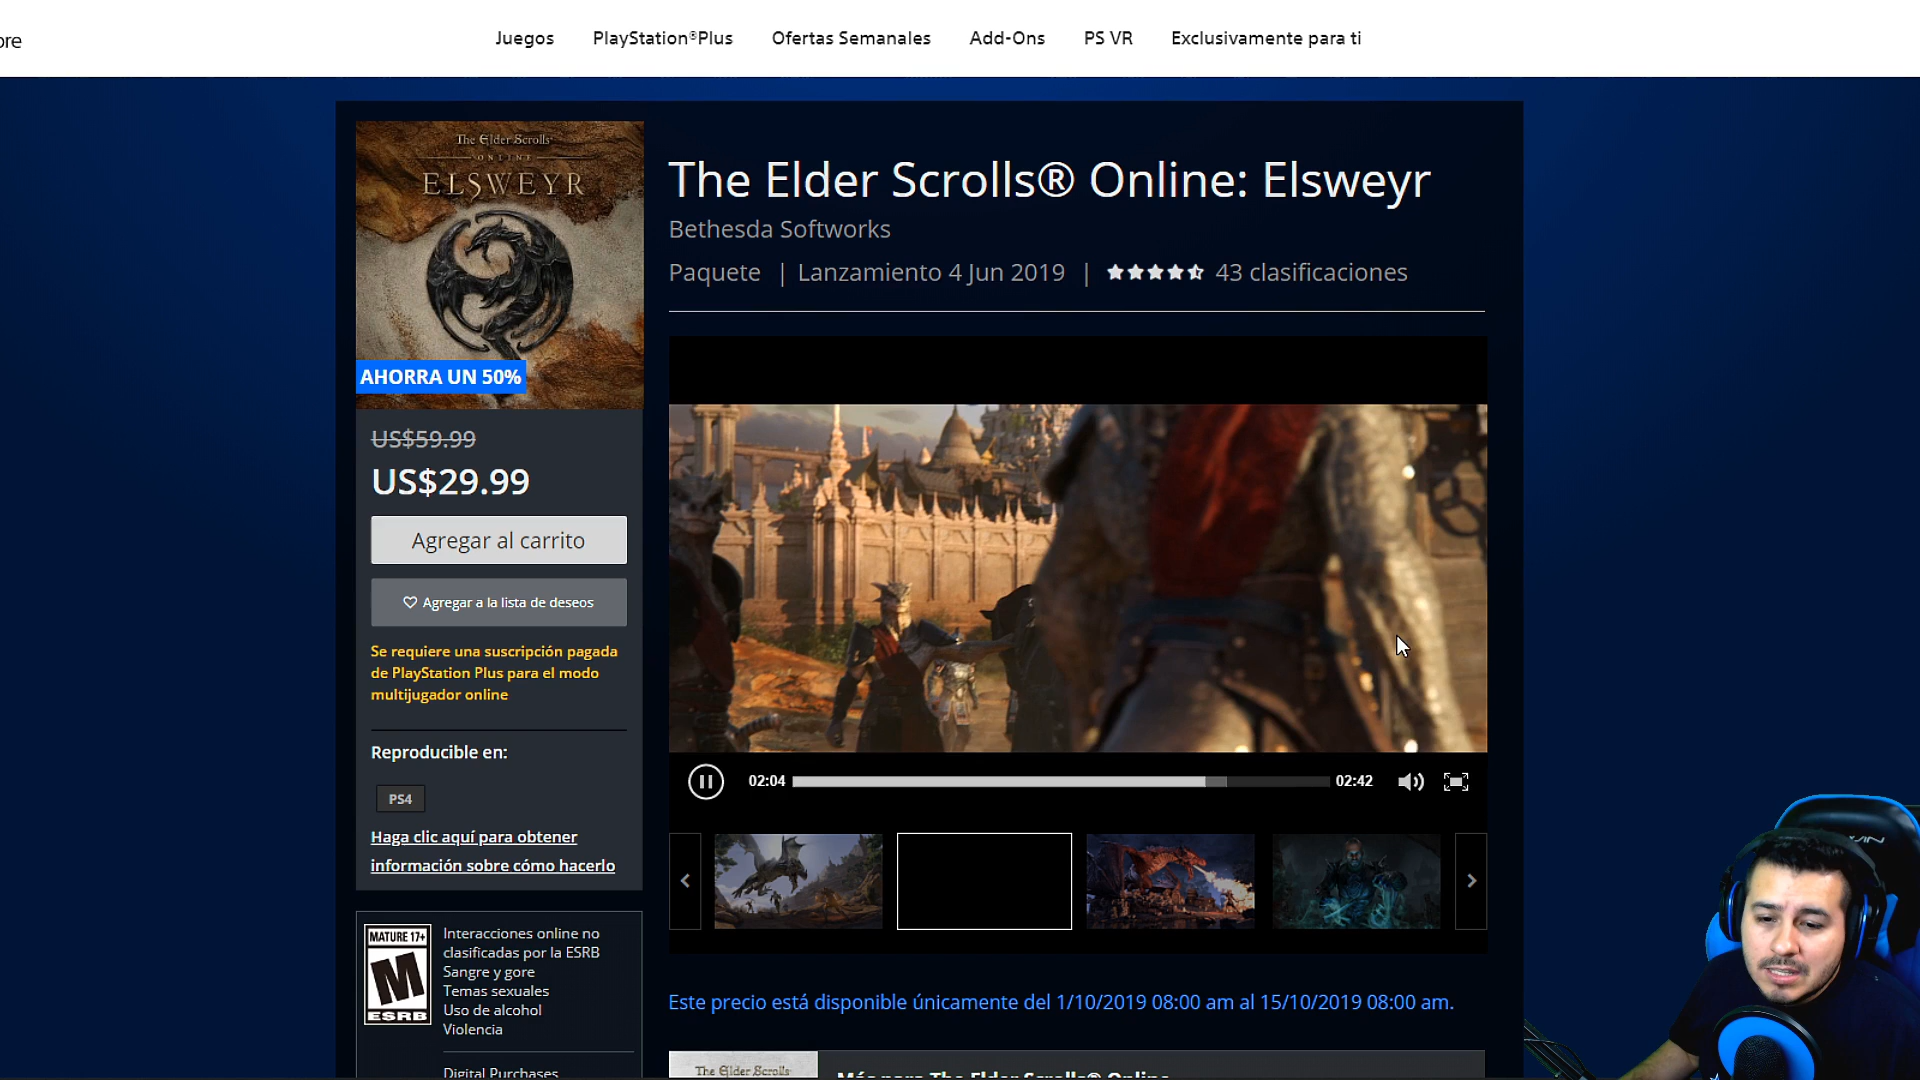 ore
Juegos
PlayStation®Plus
Ofertas Semanales
Add-Ons
PS VR
Exclusivamente para ti
The Elder Scrolls
ONLINE
ELSWEYR
AHORRA UN 50%
US$59.99
US$29.99
Agregar al carrito
Agregar a la lista de deseos
Se requiere una suscripción pagada
de PlayStation Plus para el modo
multijugador online
Reproducible en:
PS4
Haga clic aquí para obtener
información sobre cómo hacerlo
MATURE 17+
M
ESRB
Interacciones online no
clasificadas por la ESRB
Sangre y gore
Temas sexuales
Uso de alcohol
Violencia
Digital Purchases
The Elder Scrolls® Online: Elsweyr
Bethesda Softworks
Paquete | Lanzamiento 4 Jun 2019 | 43 clasificaciones
02:04
02:42
Este precio está disponible únicamente del 1/10/2019 08:00 am al 15/10/2019 08:00 am.
The Elder Scrolls
Más para The Elder Scrolls® Online